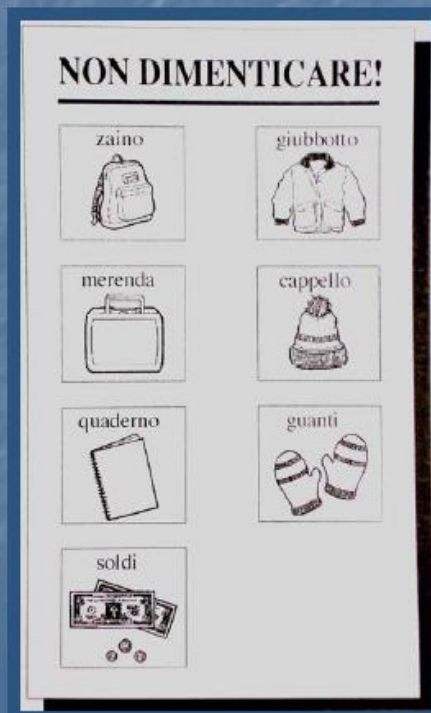 NON DIMENTICARE!
zaino
giubbotto
merenda
cappello
quaderno
guanti
soldi